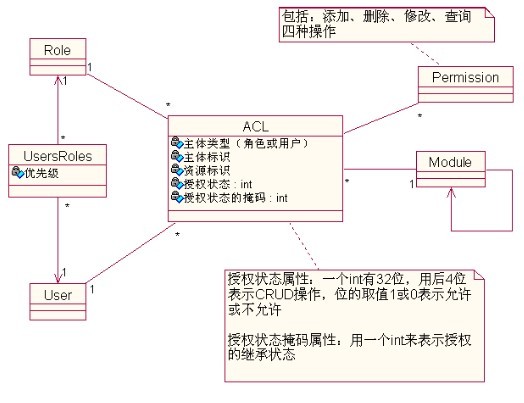 包括：添加、删除、修改、查询
四种操作
Role
Permission
1
1
*
*
ACL
主体类型（角色或用户）
主体标识
资源标识
授权状态 : int
授权状态的掩码 : int
*
UsersRoles
优先级
*
1
Module
*
*
1
User
1
授权状态属性：一个int有32位，用后4位
表示CRUD操作，位的取值1或0表示允许
或不允许
授权状态掩码属性：用一个int来表示授权
的继承状态